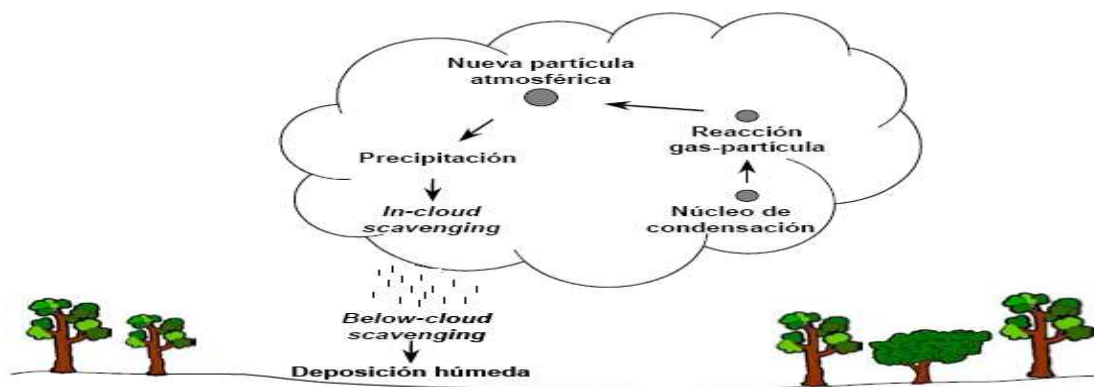 Nueva partícula
atmosférica
Reacción
gas-partícula
Precipitación
In-cloud
scavenging
Núcleo de
condensación
Below-cloud
scavenging
Deposición húmeda